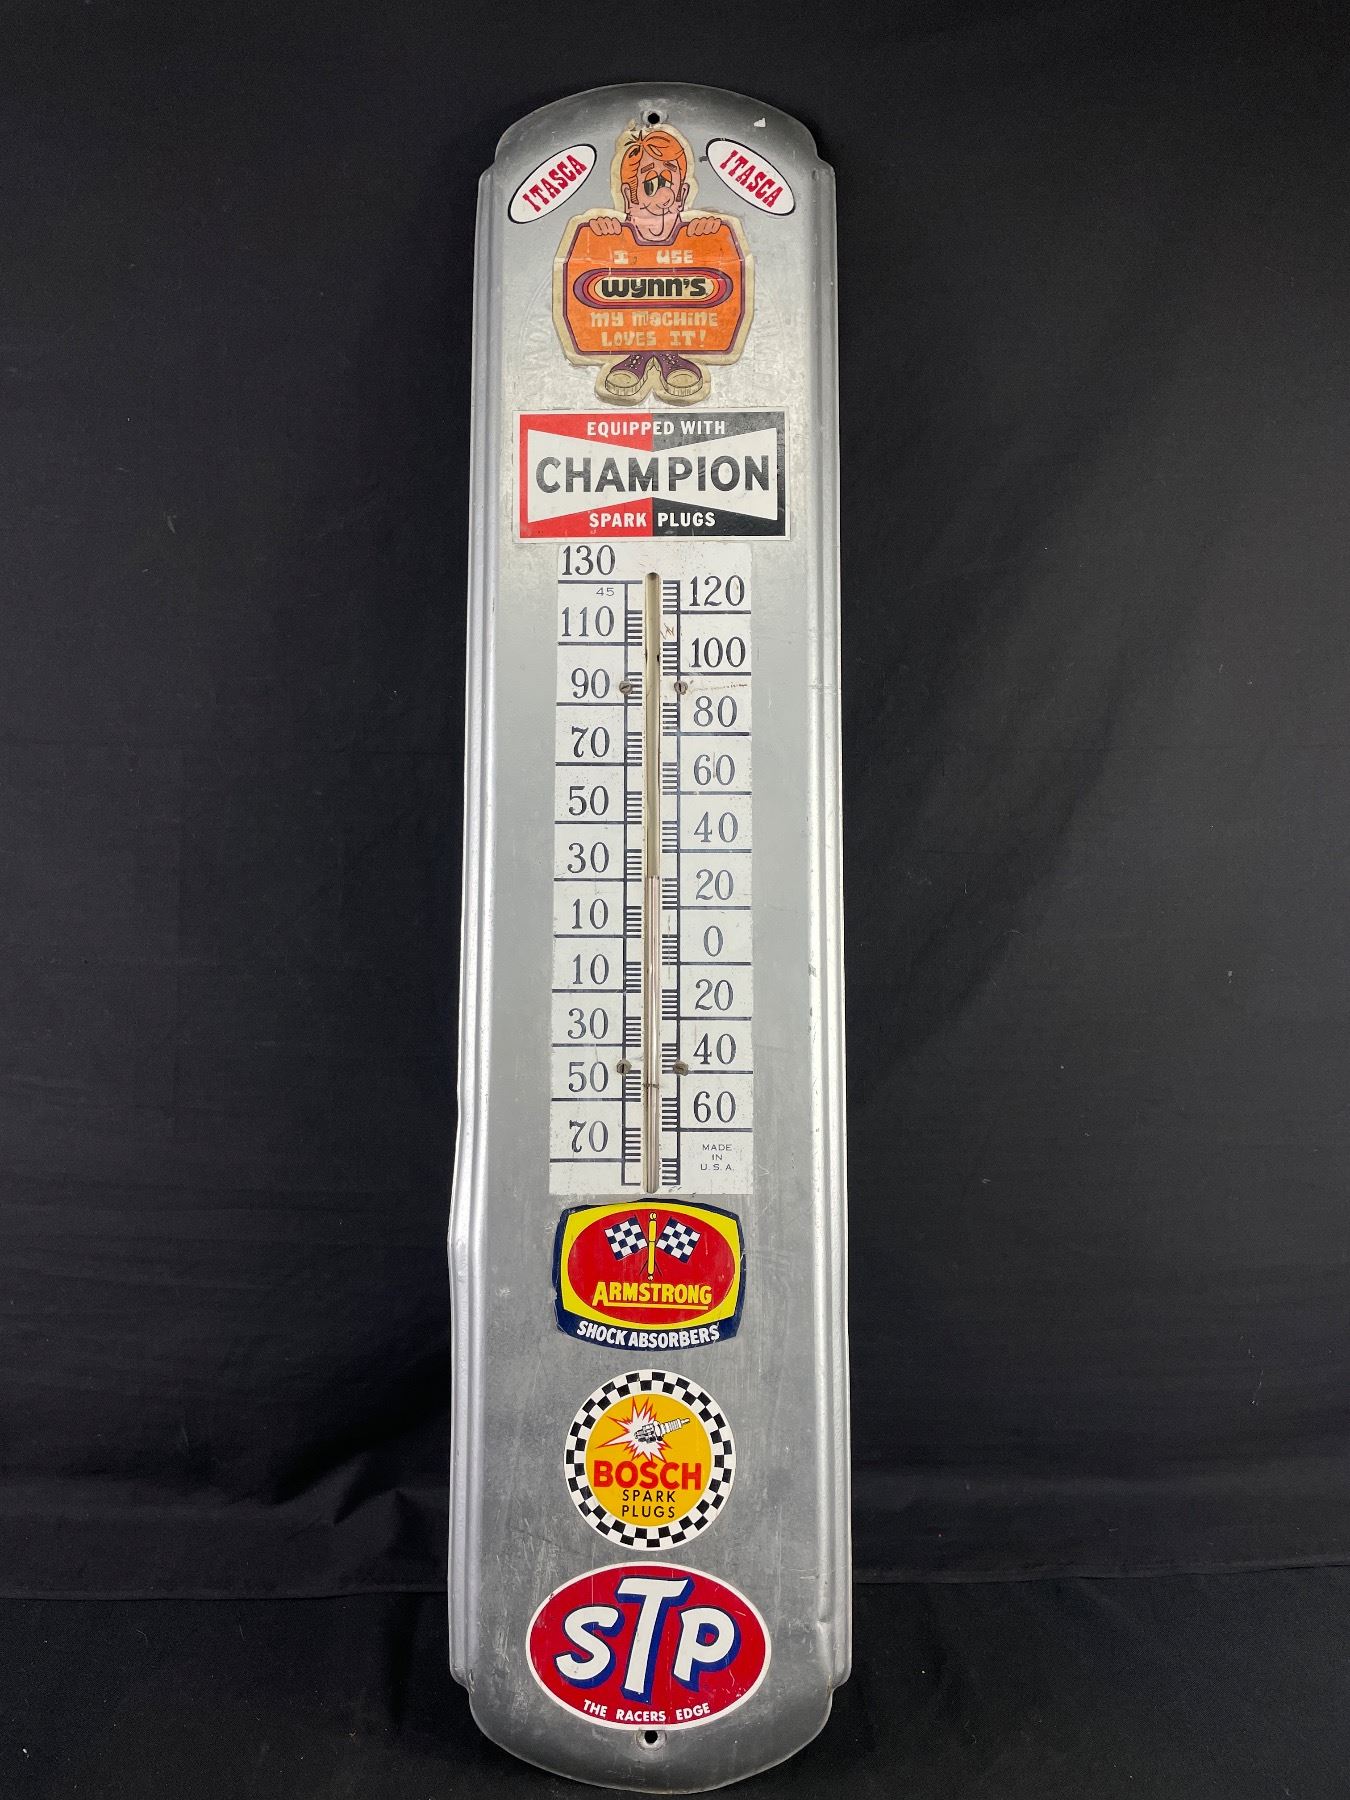 ITASCA
ITASCA
I USE
WYNN'S
MY MACHINE
LOVES IT!
EQUIPPED WITH
CHAMPION
SPARK PLUGS
130
45
120
110
100
90
80
70
60
50
40
30
20
10
0
10
20
30
40
50
60
70
MADE
IN
U.S.A.
ARMSTRONG
SHOCK ABSORBERS
BOSCH
SPARK
PLUGS
STP
THE RACERS EDGE